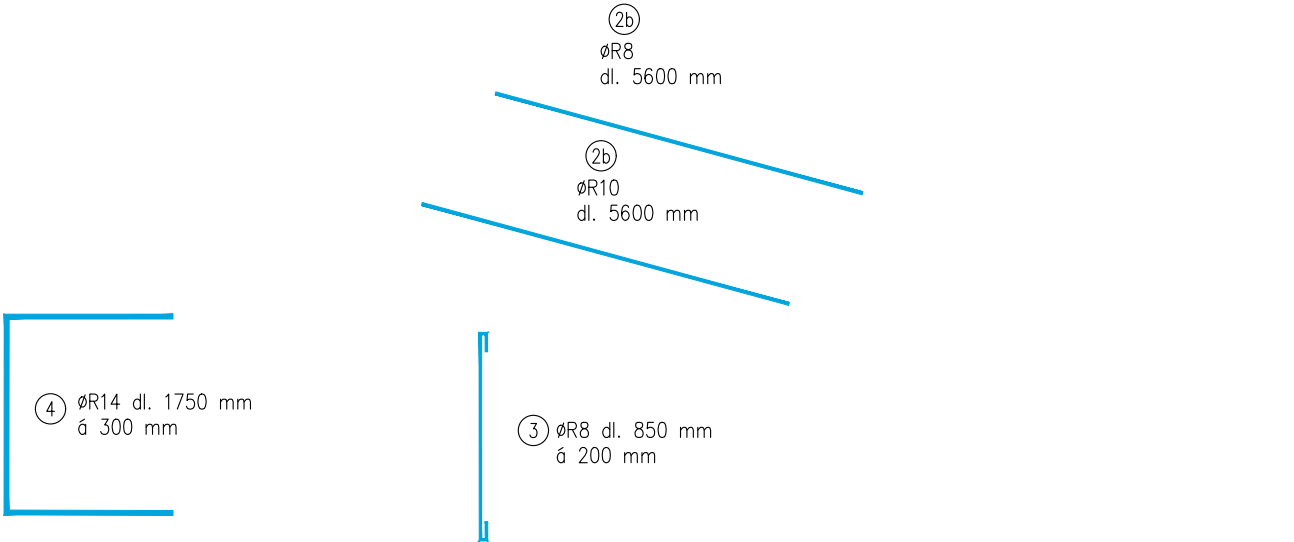 2b
øR8
dl. 5600 mm
2b
øR10
dl. 5600 mm
4
øR14 dl. 1750 mm
á 300 mm
3
øR8 dl. 850 mm
á 200 mm